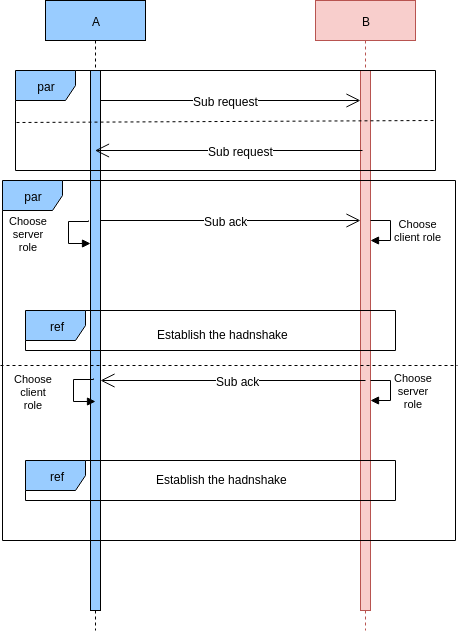 A
B
par
Sub request
Sub request
par
Choose
server
role
Sub ack
Choose
client role
ref
Establish the hadnshake
Choose
client
role
Sub ack
Choose
server
role
ref
Establish the hadnshake